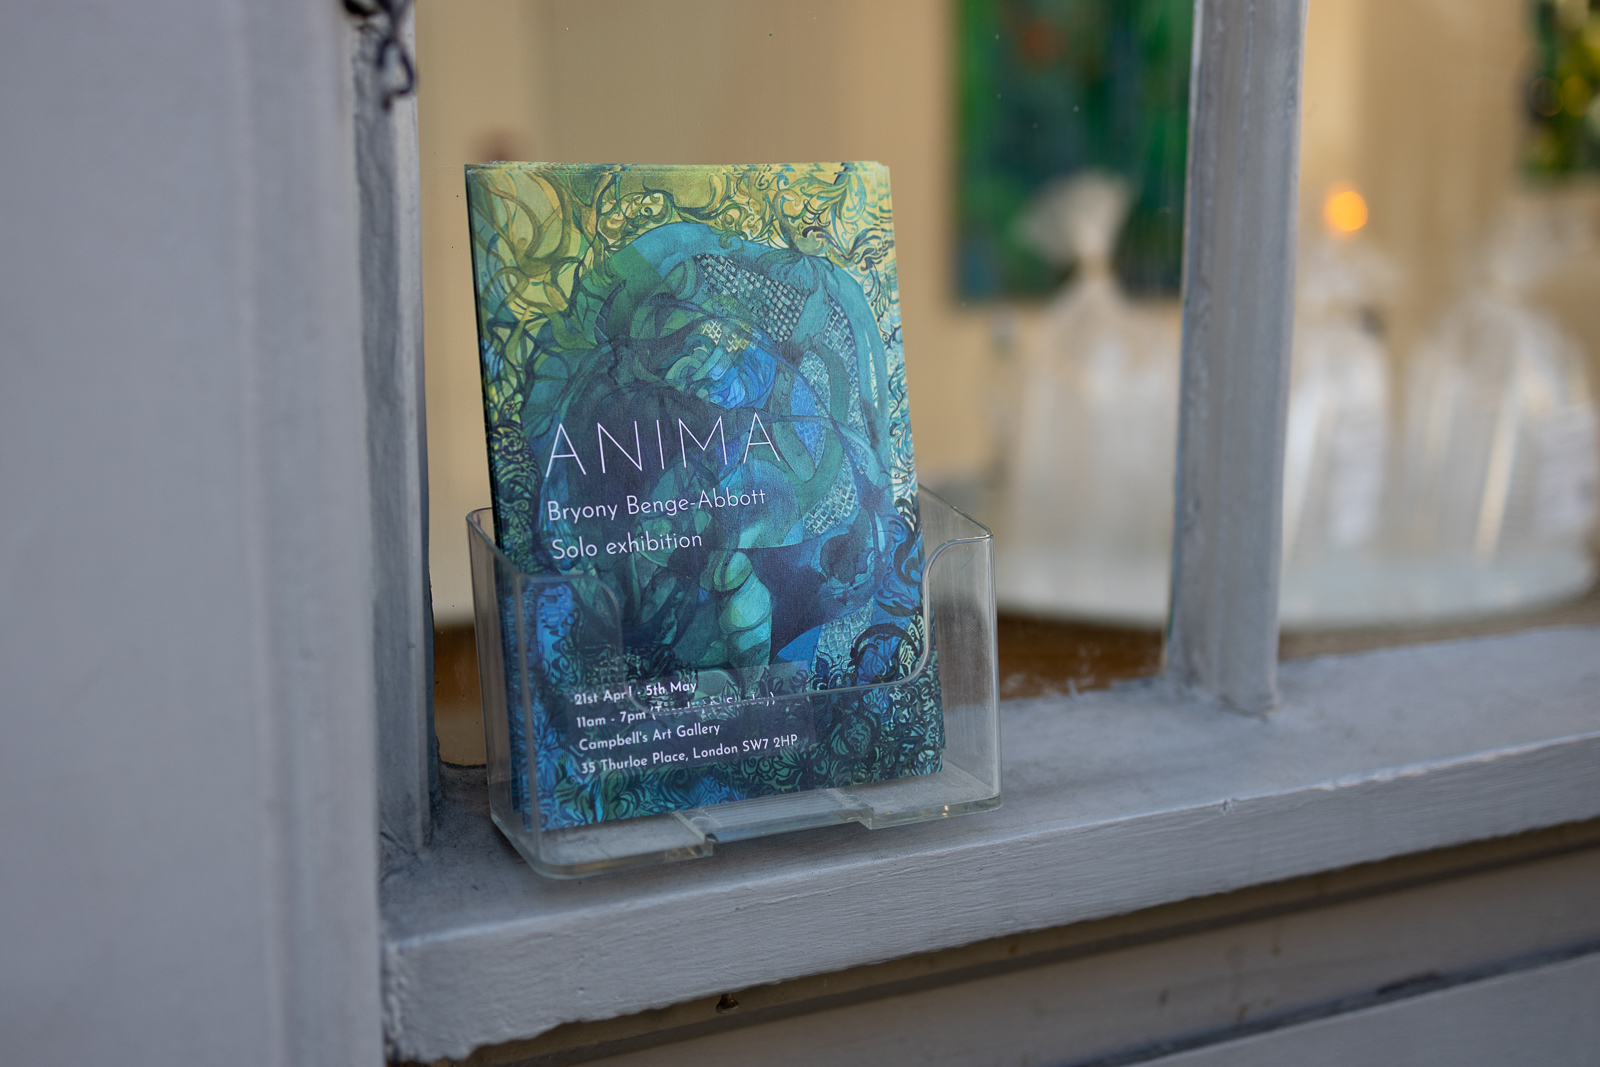 ANIMA
Bryony Benge-Abbott
Solo exhibition
21st April - 5th May
11am - 7pm
Campbell's Art Gallery
35 Thurloe Place, London SW7 2HP